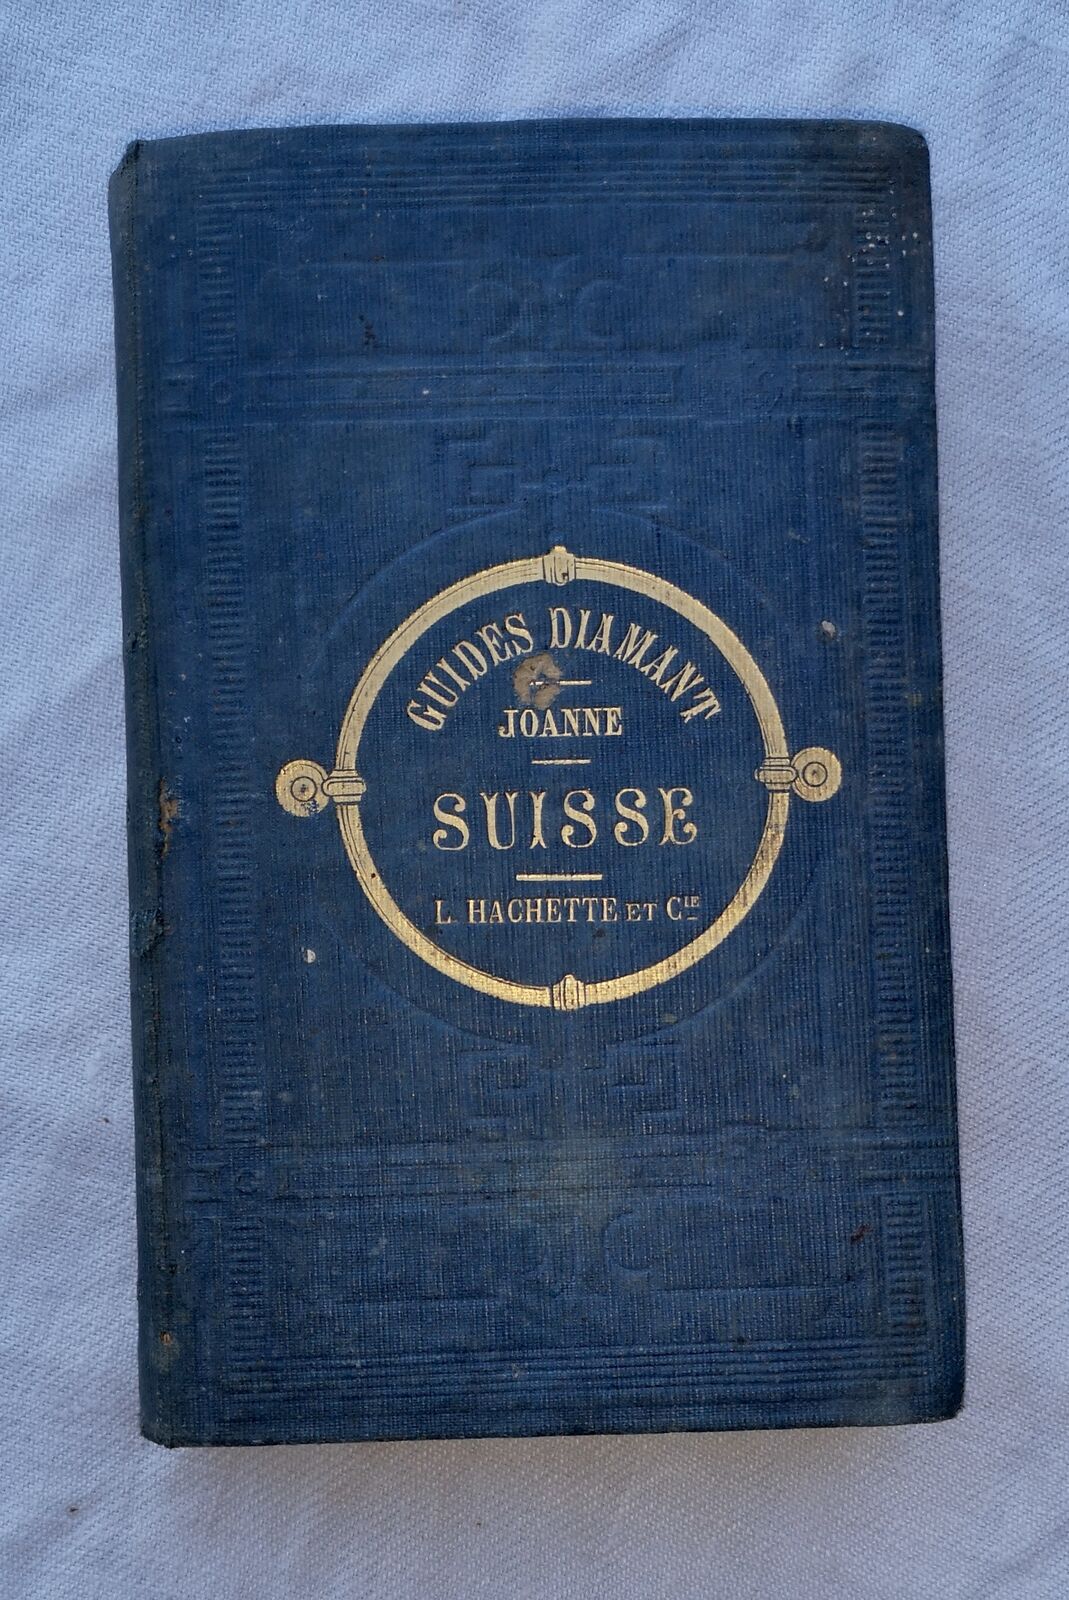 GUIDES DIAMANT
JOANNE
SUISSE
L. HACHETTE ET CIE